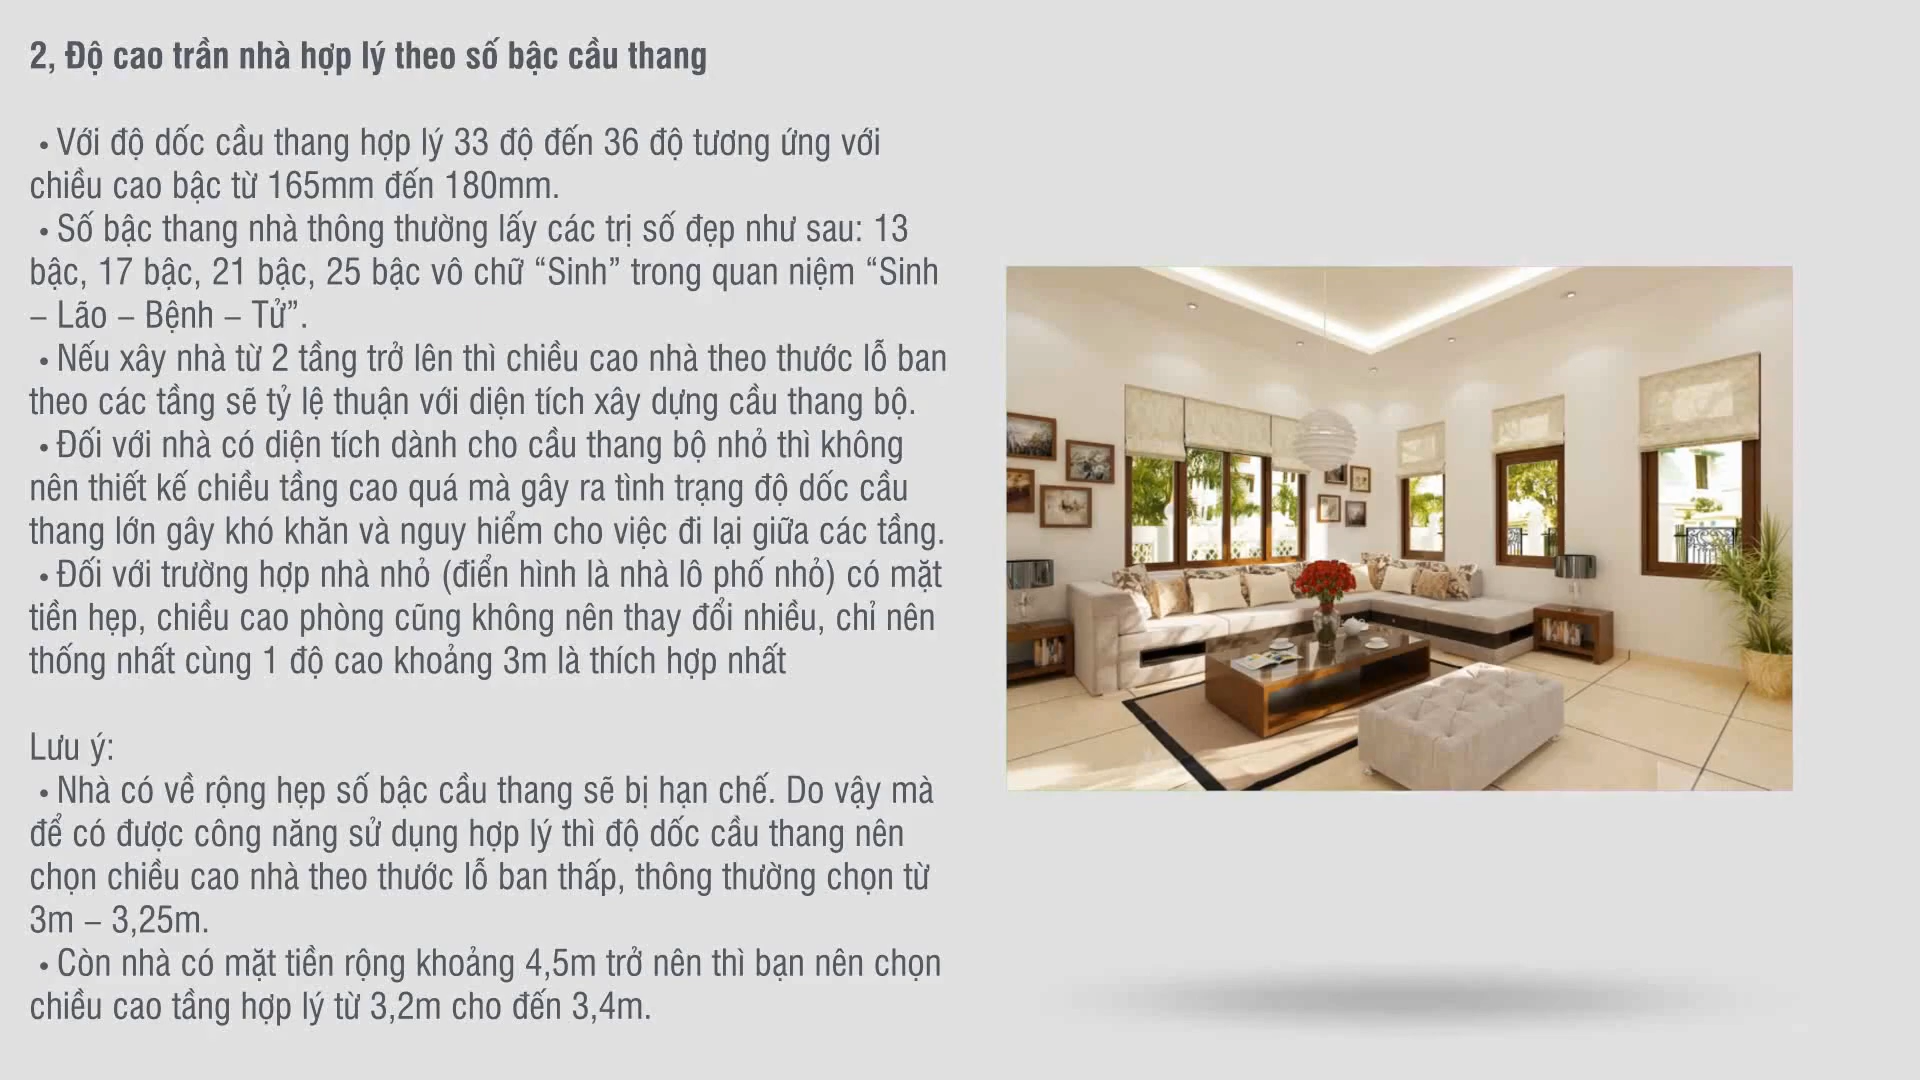 2, Độ cao trần nhà hợp lý theo số bậc cầu thang
• Với độ dốc cầu thang hợp lý 33 độ đến 36 độ tương ứng với
chiều cao bậc từ 165mm đến 180mm.
• Số bậc thang nhà thông thường lấy các trị số đẹp như sau: 13
bậc, 17 bậc, 21 bậc, 25 bậc vô chữ “Sinh” trong quan niệm “Sinh
– Lão – Bệnh – Tử”.
• Nếu xây nhà từ 2 tầng trở lên thì chiều cao nhà theo thước lỗ ban
theo các tầng sẽ tỷ lệ thuận với diện tích xây dựng cầu thang bộ.
• Đối với nhà có diện tích dành cho cầu thang bộ nhỏ thì không
nên thiết kế chiều tầng cao quá mà gây ra tình trạng độ dốc cầu
thang lớn gây khó khăn và nguy hiểm cho việc đi lại giữa các tầng.
• Đối với trường hợp nhà nhỏ (điển hình là nhà lô phố nhỏ) có mặt
tiền hẹp, chiều cao phòng cũng không nên thay đổi nhiều, chỉ nên
thống nhất cùng 1 độ cao khoảng 3m là thích hợp nhất
Lưu ý:
• Nhà có về rộng hẹp số bậc cầu thang sẽ bị hạn chế. Do vậy mà
để có được công năng sử dụng hợp lý thì độ dốc cầu thang nên
chọn chiều cao nhà theo thước lỗ ban thấp, thông thường chọn từ
3m – 3,25m.
• Còn nhà có mặt tiền rộng khoảng 4,5m trở nên thì bạn nên chọn
chiều cao tầng hợp lý từ 3,2m cho đến 3,4m.